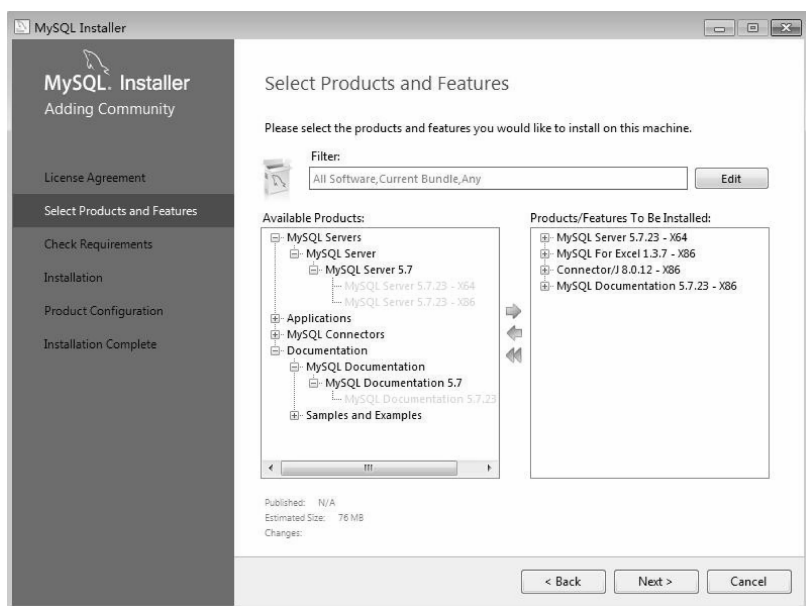 MySQL Installer
MySQL. Installer
Adding Community
License Agreement
Select Products and Features
Check Requirements
Installation
Product Configuration
Installation Complete
Select Products and Features
Please select the products and features you would like to install on this machine.
Filter:
All Software,Current Bundle,Any
Edit
Available Products:
MySQL Servers
MySQL Server
MySQL Server 5.7
MySQL Server 5.7.23 - X64
MySQL Server 5.7.23 - X86
Applications
MySQL Connectors
Documentation
MySQL Documentation
MySQL Documentation 5.7
MySQL Documentation 5.7.23
Samples and Examples
Products/Features To Be Installed:
MySQL Server 5.7.23 - X64
MySQL For Excel 1.3.7 - X86
Connector/J 8.0.12 - X86
MySQL Documentation 5.7.23 - X86
Published: N/A
Estimated Size: 76 MB
Changes:
< Back
Next >
Cancel